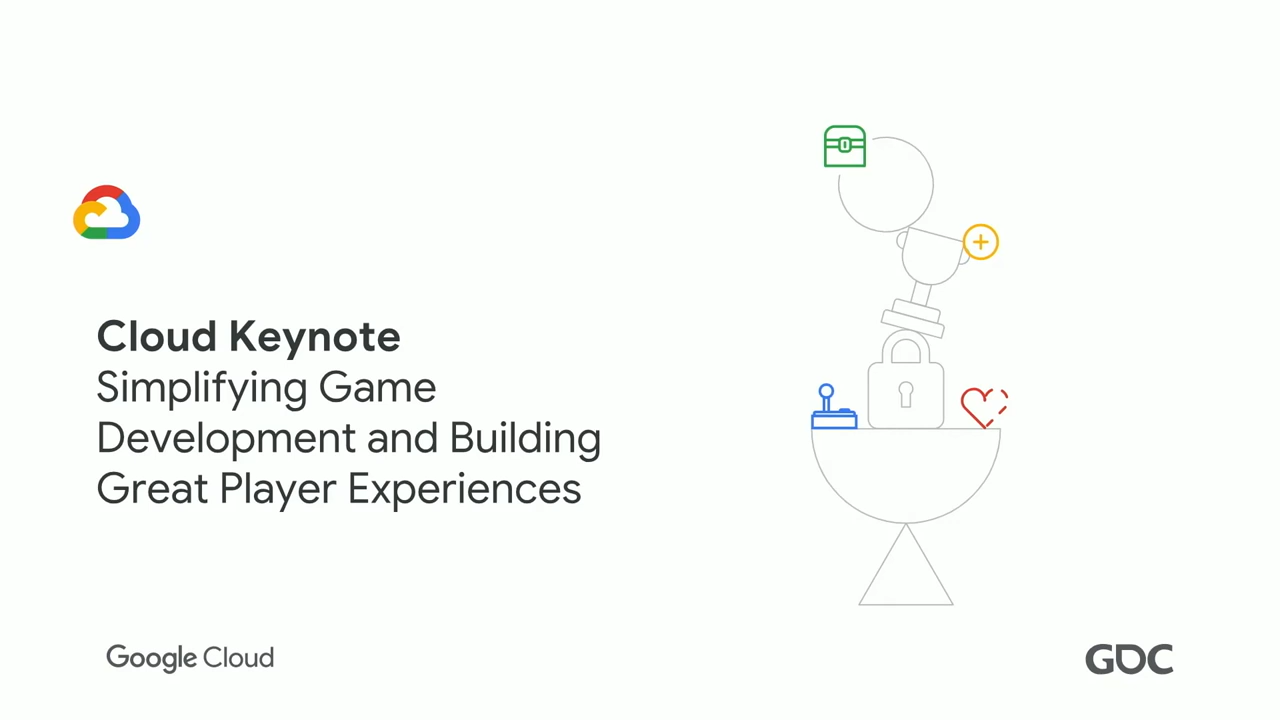 Cloud Keynote
Simplifying Game
Development and Building
Great Player Experiences
Google Cloud
GDC